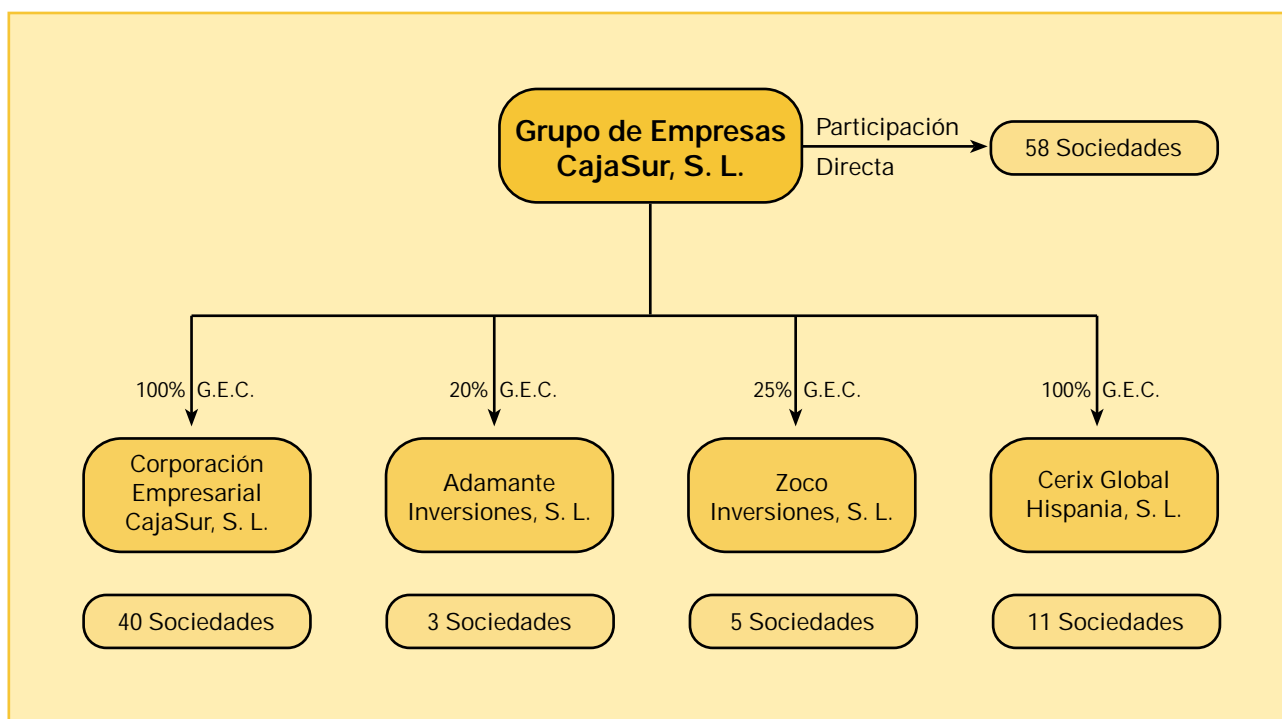 Grupo de Empresas
CajaSur, S. L.
Participación
Directa
58 Sociedades
100% G.E.C.
20% G.E.C.
25% G.E.C.
100% G.E.C.
Corporación
Empresarial
CajaSur, S. L.
Adamante
Inversiones, S. L.
Zoco
Inversiones, S. L.
Cerix Global
Hispania, S. L.
40 Sociedades
3 Sociedades
5 Sociedades
11 Sociedades